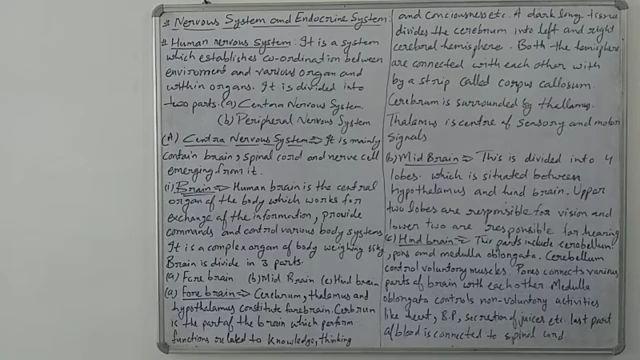 * Nervous System and Endocrine System
* Human nervous System. It is a system
which establishes co-ordination between
enviroment and various organ and
within organs. It is divided into
two parts. (a) Centran Nervous System
(b) Peripheral Nervous System
(A) Centra Nervous System ⇒ It is mainly
contain brain, spinal cord and nerve cell
emerging from it.
(i) Brain ⇒ Human brain is the central
organ of the body which works for
exchange of the information, provide
commands and control various body systems
It is a complex organ of body weighing
Brain is divide in 3 parts.
(a) Fore brain (b) Mid Brain (c) Hind brain
(a) Fore brain ⇒ Cerebrum, thalamus and
hypothalamus constitute forebrain. Cerbrum
is the part of the brain which perform
functions related to knowledge, thinking
and conciousness etc. A dark tissue
divides the cerebrum into left and right
cerebral hemisphere. Both the hemisphere
are connected with each other with
by a strip called corpus callosum.
Cerebrum is surrounded by thallamus.
Thalamus is centre of sensory and motor
signals
(b) Mid Brain ⇒ This is divided into 4
lobes. which is situated between
hypothalamus and hind brain. Upper
two lobes are responsible for vision and
lower two are responsible for hearing
(c) Hind brain ⇒ This parts include cerebellum
, pons and medulla oblongata. Cerebellum
control voluntory muscles. Pones connects various
parts of brain with each other Medulla
oblongata controls non-voluntory activities
like heart, B.P, secretion of juices etc. last part
of blood is connected to spinal cord